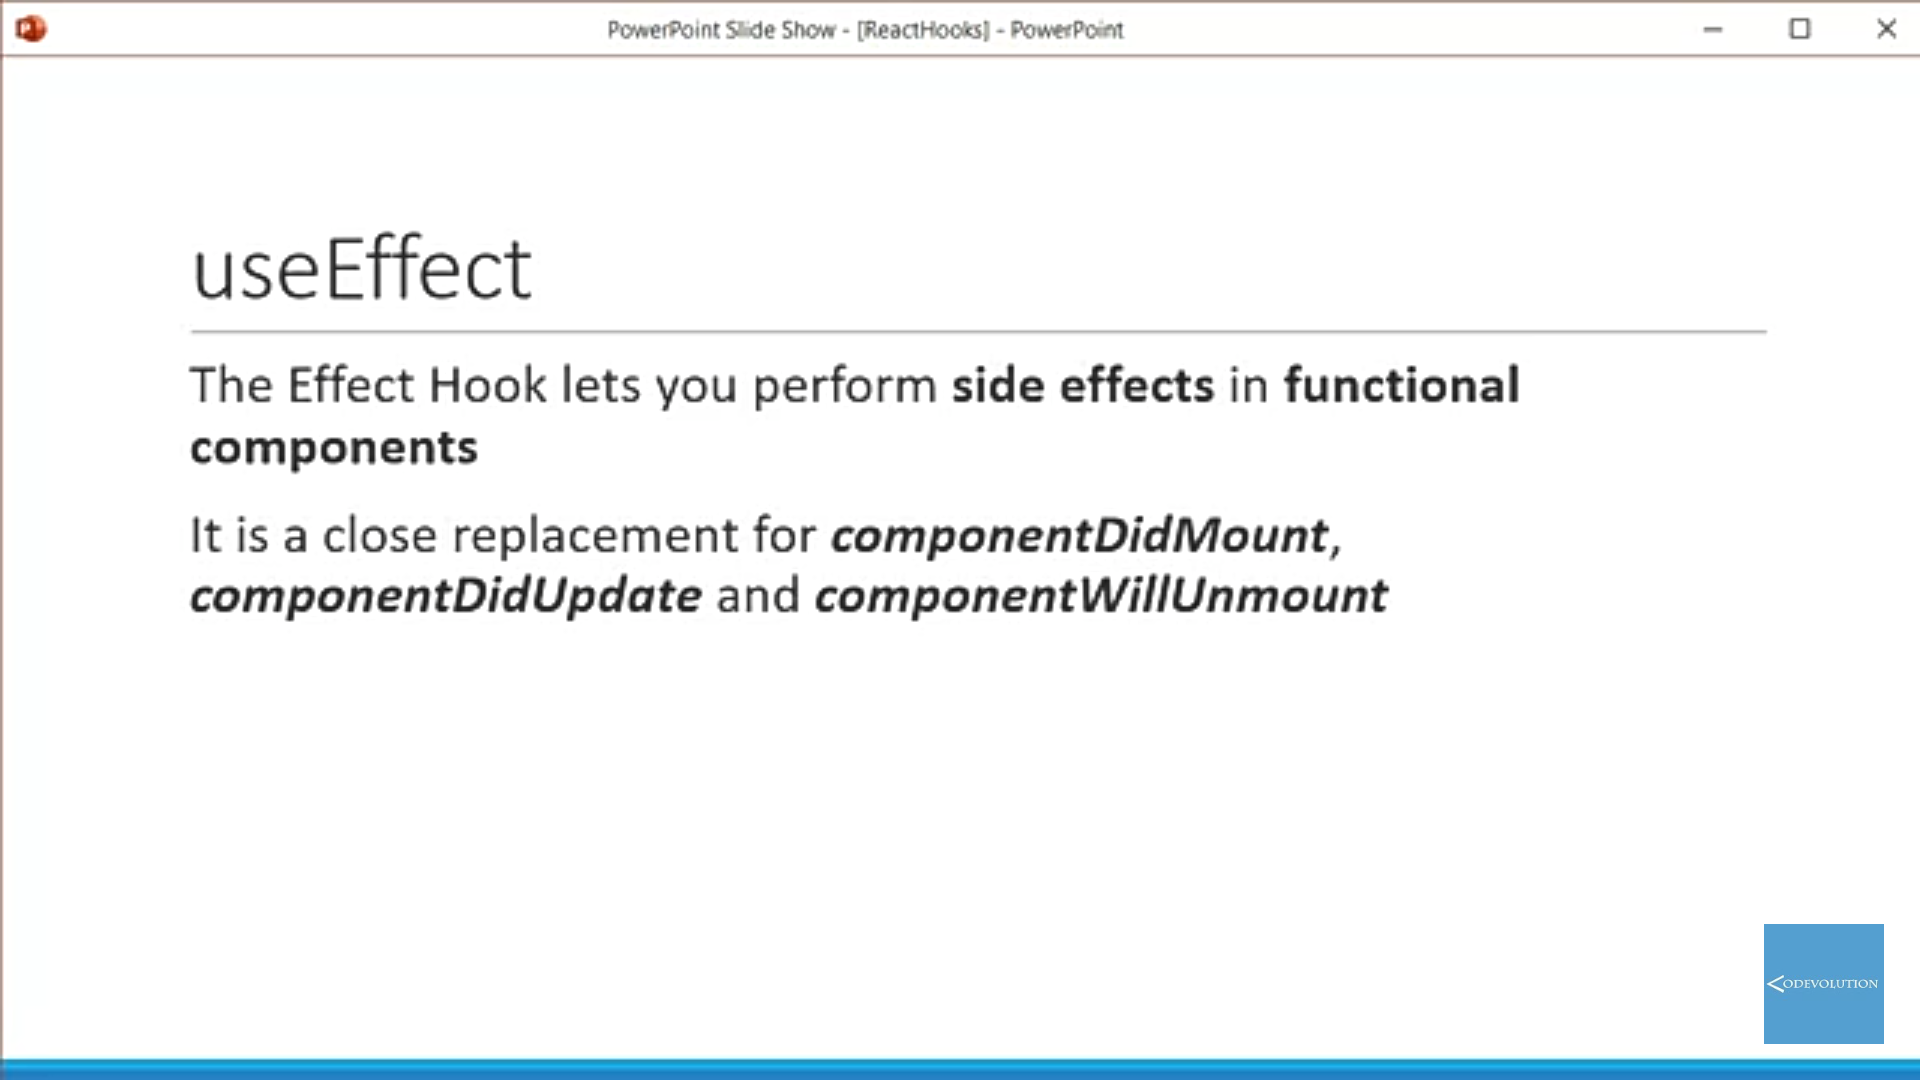 PowerPoint Slide Show - [ReactHooks] - PowerPoint
useEffect
The Effect Hook lets you perform side effects in functional
components
It is a close replacement for componentDidMount,
componentDidUpdate and componentWillUnmount
<ODEVOLUTION